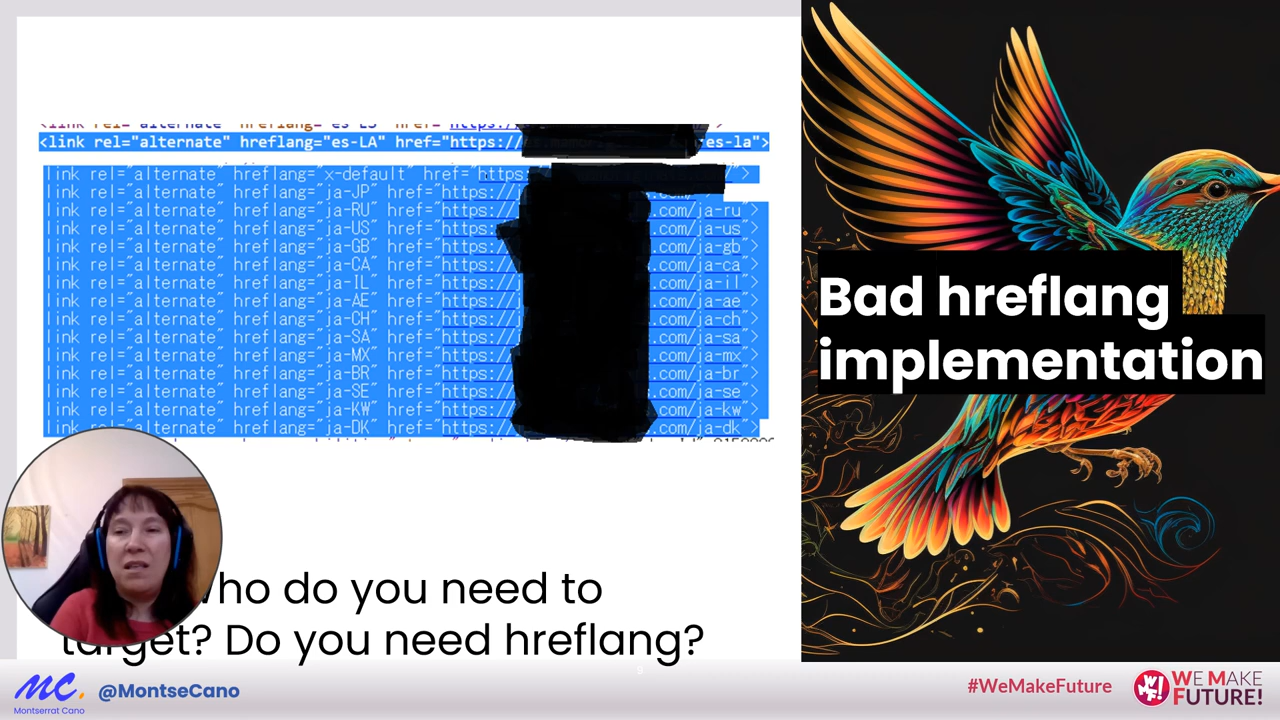 <link rel="alternate" hreflang="es-LA" href="https:// es-la">
link rel="alternate" hreflang="x-default" href="https: /">
link rel="alternate" hreflang="ja-JP" href="https://
link rel="alternate" hreflang="ja-RU" href="https:// .com/ja-ru">
link rel="alternate" hreflang="ja-US" href="https:// .com/ja-us">
link rel="alternate" hreflang="ja-GB" href="https:// .com/ja-gb">
link rel="alternate" hreflang="ja-CA" href="https:// .com/ja-ca">
link rel="alternate" hreflang="ja-IL" href="https:// .com/ja-il">
link rel="alternate" hreflang="ja-AE" href="https:// .com/ja-ae">
link rel="alternate" hreflang="ja-CH" href="https:// .com/ja-ch">
link rel="alternate" hreflang="ja-SA" href="https:// .com/ja-sa">
link rel="alternate" hreflang="ja-MX" href="https:// .com/ja-mx">
link rel="alternate" hreflang="ja-BR" href="https:// .com/ja-br">
link rel="alternate" hreflang="ja-SE" href="https:// .com/ja-se">
link rel="alternate" hreflang="ja-KW" href="https:// .com/ja-kw">
link rel="alternate" hreflang="ja-DK" href="https:// .com/ja-dk">
Bad hreflang
implementation
who do you need to
target? Do you need hreflang?
9
MC.
Montserrat Cano
@MontseCano
#WeMakeFuture
WE MAKE
FUTURE!